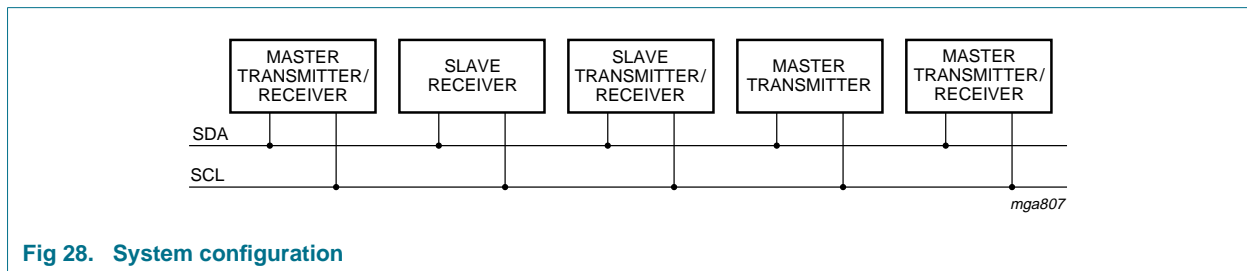 MASTER
TRANSMITTER/
RECEIVER
SLAVE
RECEIVER
SLAVE
TRANSMITTER/
RECEIVER
MASTER
TRANSMITTER
MASTER
TRANSMITTER/
RECEIVER
SDA
SCL
mga807
Fig 28. System configuration